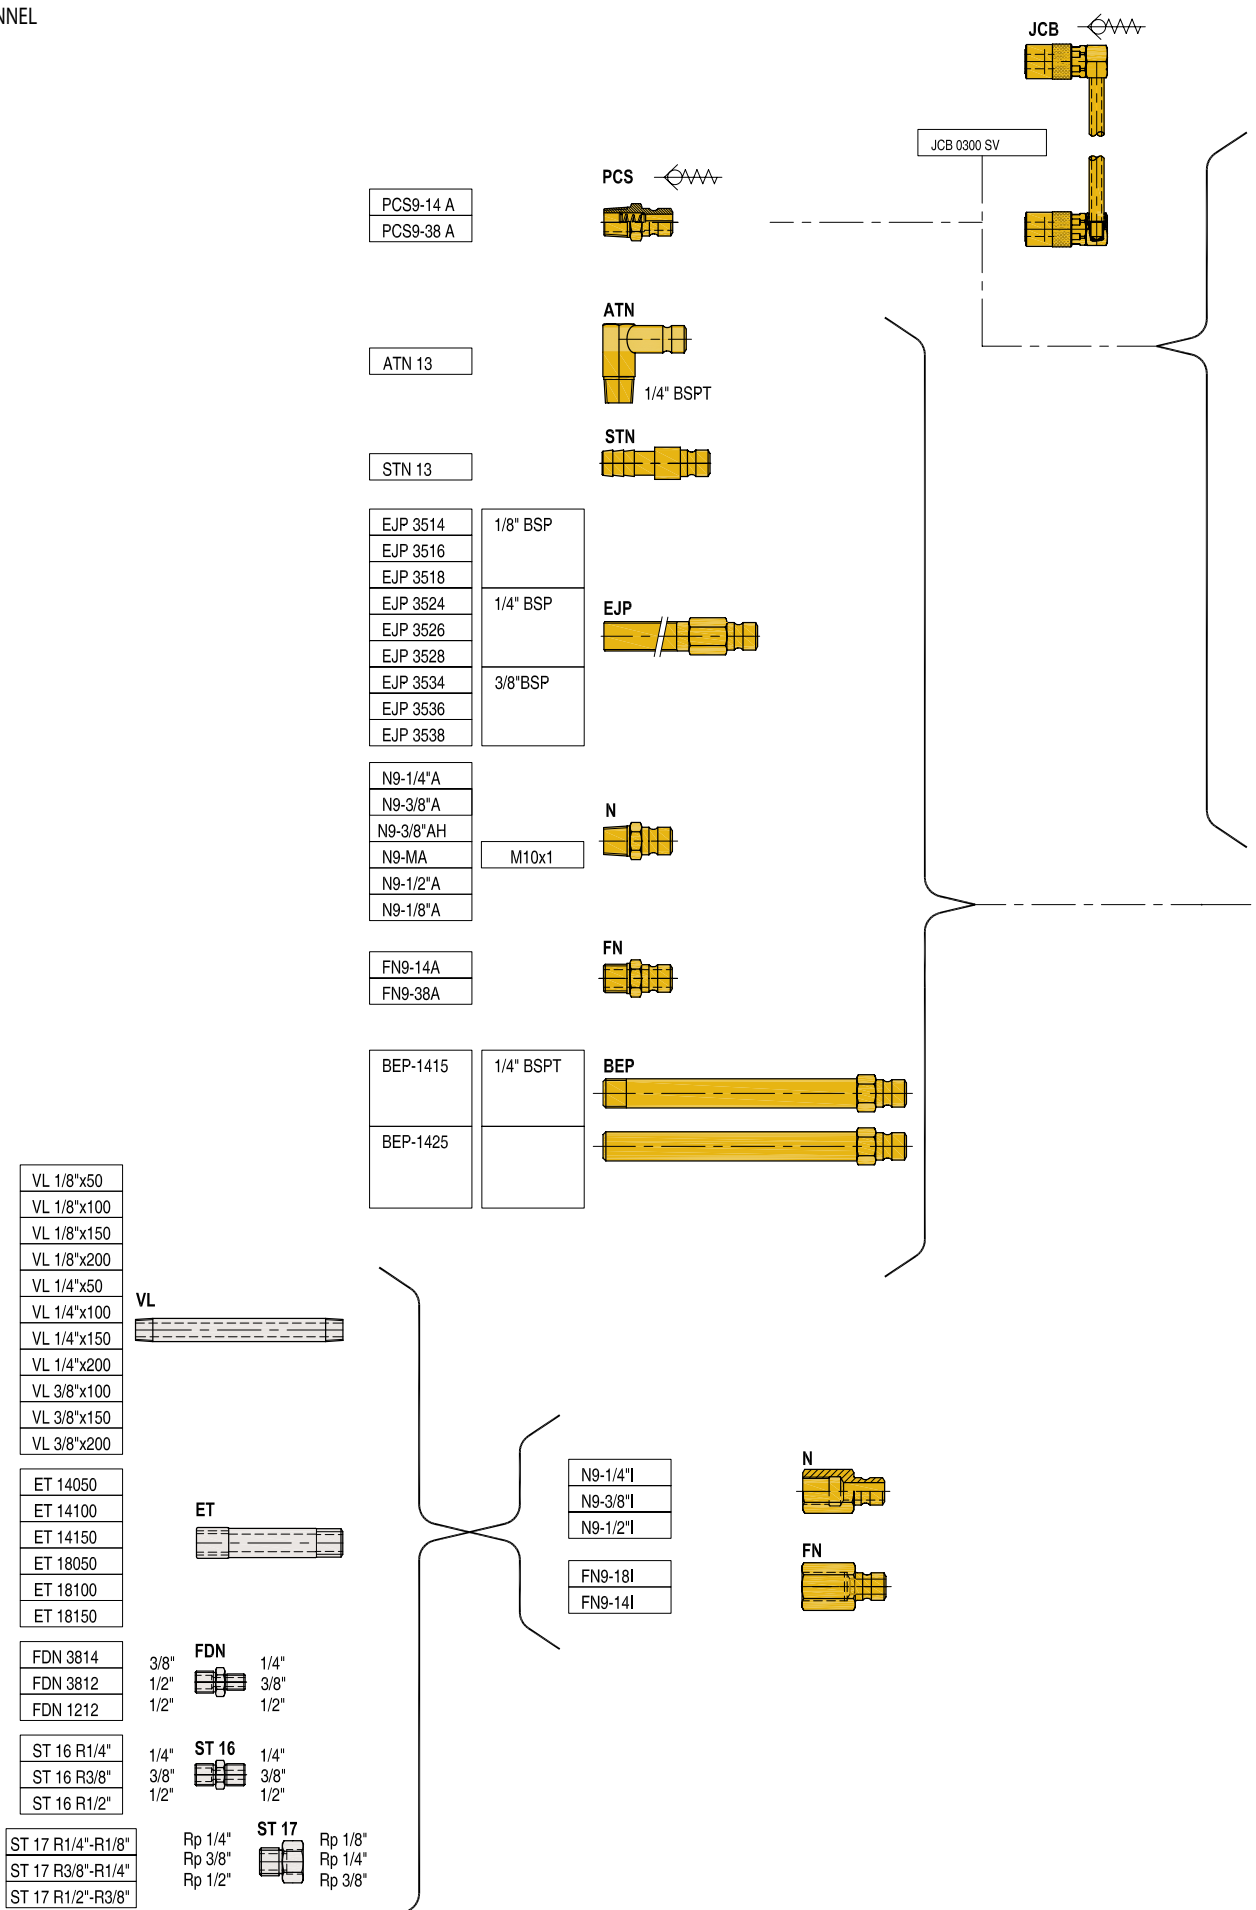 NNEL
JCB
JCB 0300 SV
PCS
PCS9-14 A
PCS9-38 A
ATN
ATN 13
1/4" BSPT
STN
STN 13
EJP 3514 1/8" BSP
EJP 3516
EJP 3518
EJP 3524 1/4" BSP
EJP
EJP 3526
EJP 3528
EJP 3534 3/8"BSP
EJP 3536
EJP 3538
N9-1/4"A
N9-3/8"A
N
N9-3/8"AH
N9-MA M10x1
N9-1/2"A
N9-1/8"A
FN
FN9-14A
FN9-38A
BEP-1415 1/4" BSPT BEP
BEP-1425
VL 1/8"x50
VL 1/8"x100
VL 1/8"x150
VL 1/8"x200
VL 1/4"x50
VL
VL 1/4"x100
VL 1/4"x150
VL 1/4"x200
VL 3/8"x100
VL 3/8"x150
VL 3/8"x200
N
N9-1/4"I
N9-3/8"I
N9-1/2"I
ET 14050
ET
ET 14100
ET 14150
ET 18050
ET 18100
ET 18150
FN
FN9-18I
FN9-14I
FDN
FDN 3814 3/8" 1/4"
FDN 3812 1/2" 3/8"
FDN 1212 1/2" 1/2"
ST 16
ST 16 R1/4" 1/4" 1/4"
ST 16 R3/8" 3/8" 3/8"
ST 16 R1/2" 1/2" 1/2"
ST 17
ST 17 R1/4"-R1/8" Rp 1/4" Rp 1/8"
ST 17 R3/8"-R1/4" Rp 3/8" Rp 1/4"
ST 17 R1/2"-R3/8" Rp 1/2" Rp 3/8"